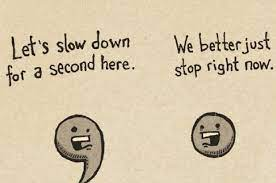 Let's slow down
for a second here.
We better just
stop right now.